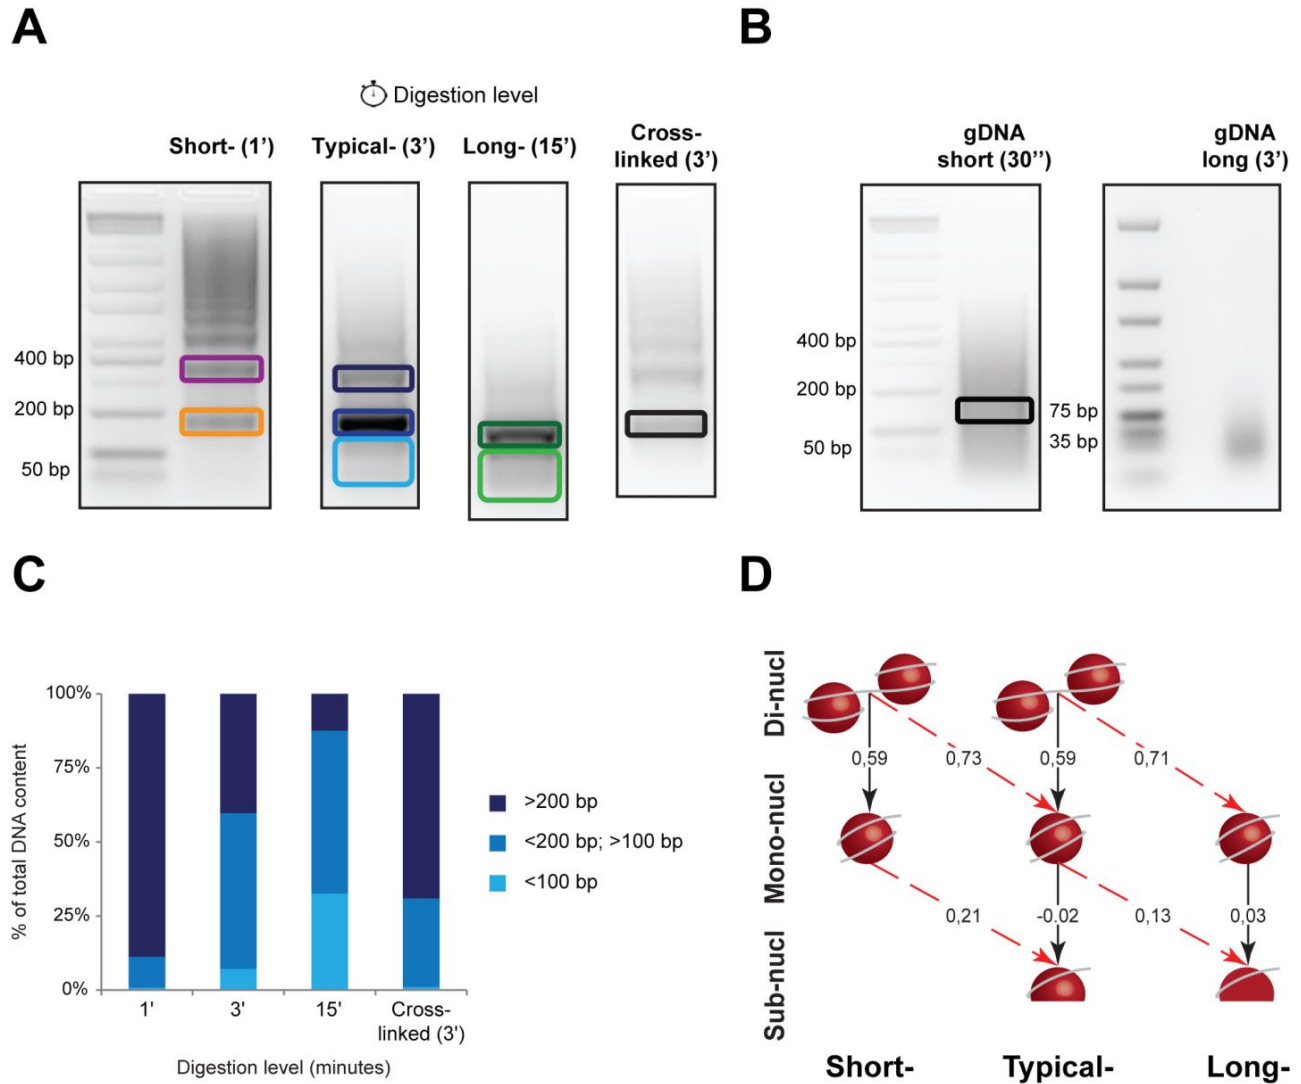 A
B
Digestion level
Short- (1’)
Typical- (3’)
Long- (15’)
Cross-
linked (3’)
gDNA
short (30’’)
gDNA
long (3’)
400 bp
200 bp
50 bp
400 bp
200 bp
50 bp
75 bp
35 bp
C
D
% of total DNA content
100%
75%
50%
25%
0%
1'
3'
15'
Cross-
linked (3')
Digestion level (minutes)
>200 bp
<200 bp; >100 bp
<100 bp
Di-nucl
Mono-nucl
Sub-nucl
0,59
0,73
0,59
0,71
0,21
-0.02
0,13
0,03
Short-
Typical-
Long-